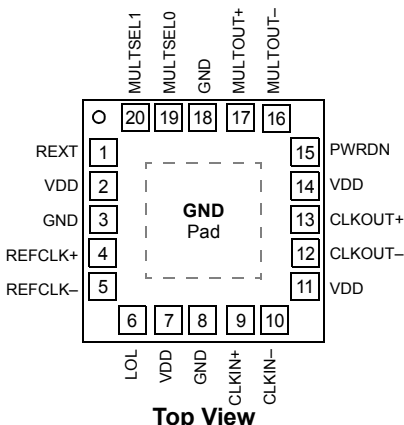 MULTSEL1
MULTSEL0
GND
MULTOUT+
MULTOUT–
20 19 18 17 16
REXT 1
VDD 2
GND 3
REFCLK+ 4
REFCLK– 5
GND
Pad
15 PWRDN
14 VDD
13 CLKOUT+
12 CLKOUT–
11 VDD
6 7 8 9 10
LOL
VDD
GND
CLKIN+
CLKIN–
Top View